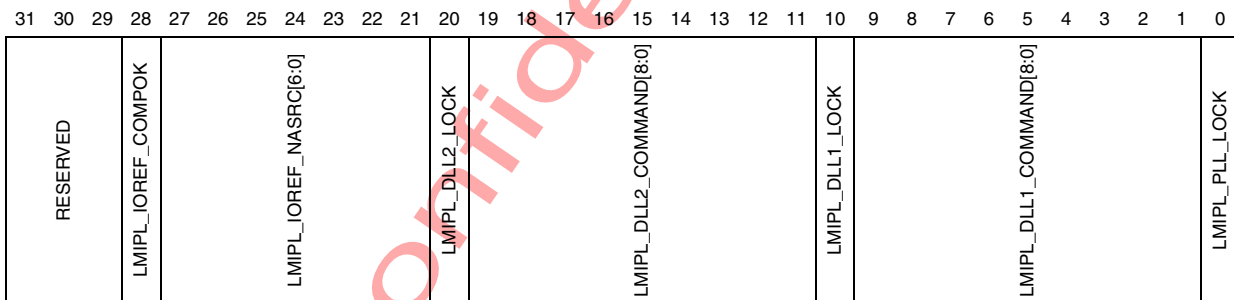 31 30 29 28 27 26 25 24 23 22 21 20 19 18 17 16 15 14 13 12 11 10 9 8 7 6 5 4 3 2 1 0
RESERVED
LMIPL_IOREF_COMPOK
LMIPL_IOREF_NASRC[6:0]
LMIPL_DLL2_LOCK
LMIPL_DLL2_COMMAND[8:0]
LMIPL_DLL1_LOCK
LMIPL_DLL1_COMMAND[8:0]
LMIPL_PLL_LOCK
onfide